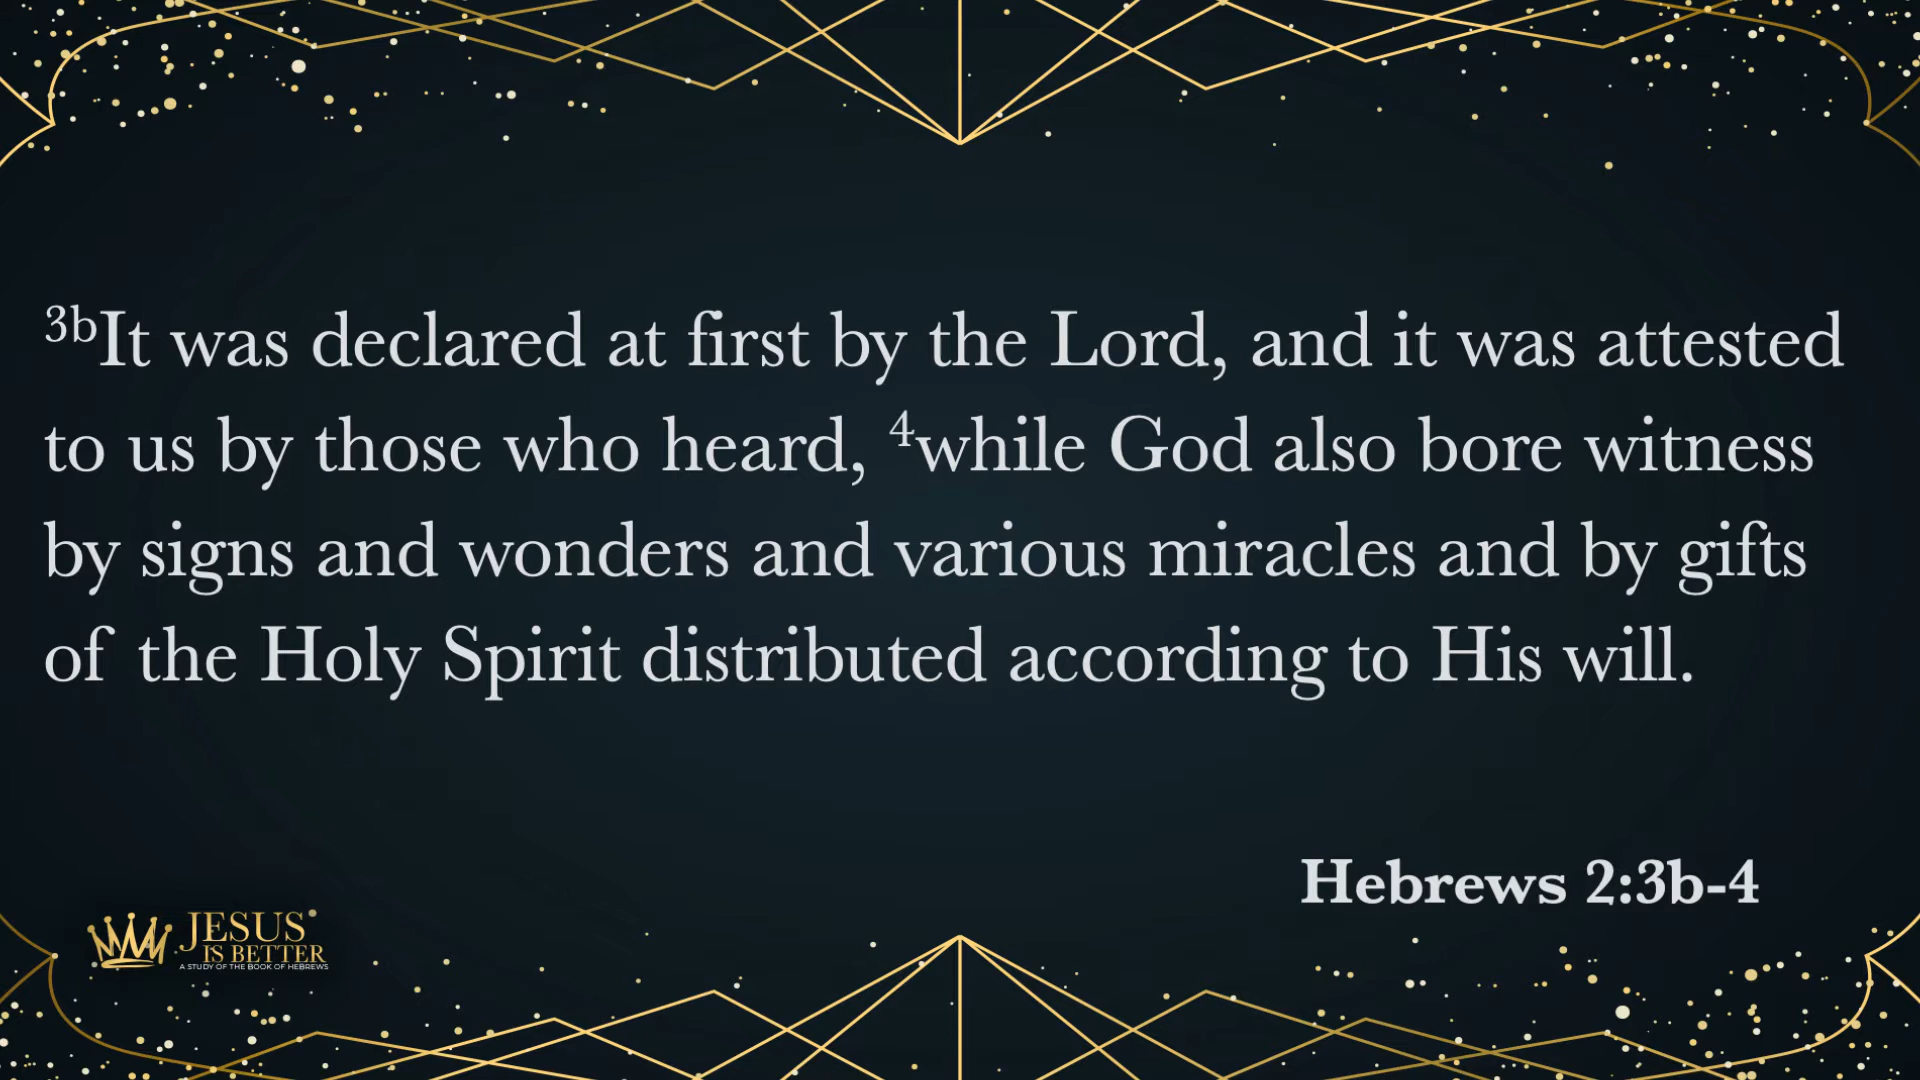 3bIt was declared at first by the Lord, and it was attested
to us by those who heard, 4while God also bore witness
by signs and wonders and various miracles and by gifts
of the Holy Spirit distributed according to His will.
Hebrews 2:3b-4
JESUS
IS BETTER
A STUDY OF THE BOOK OF HEBREWS